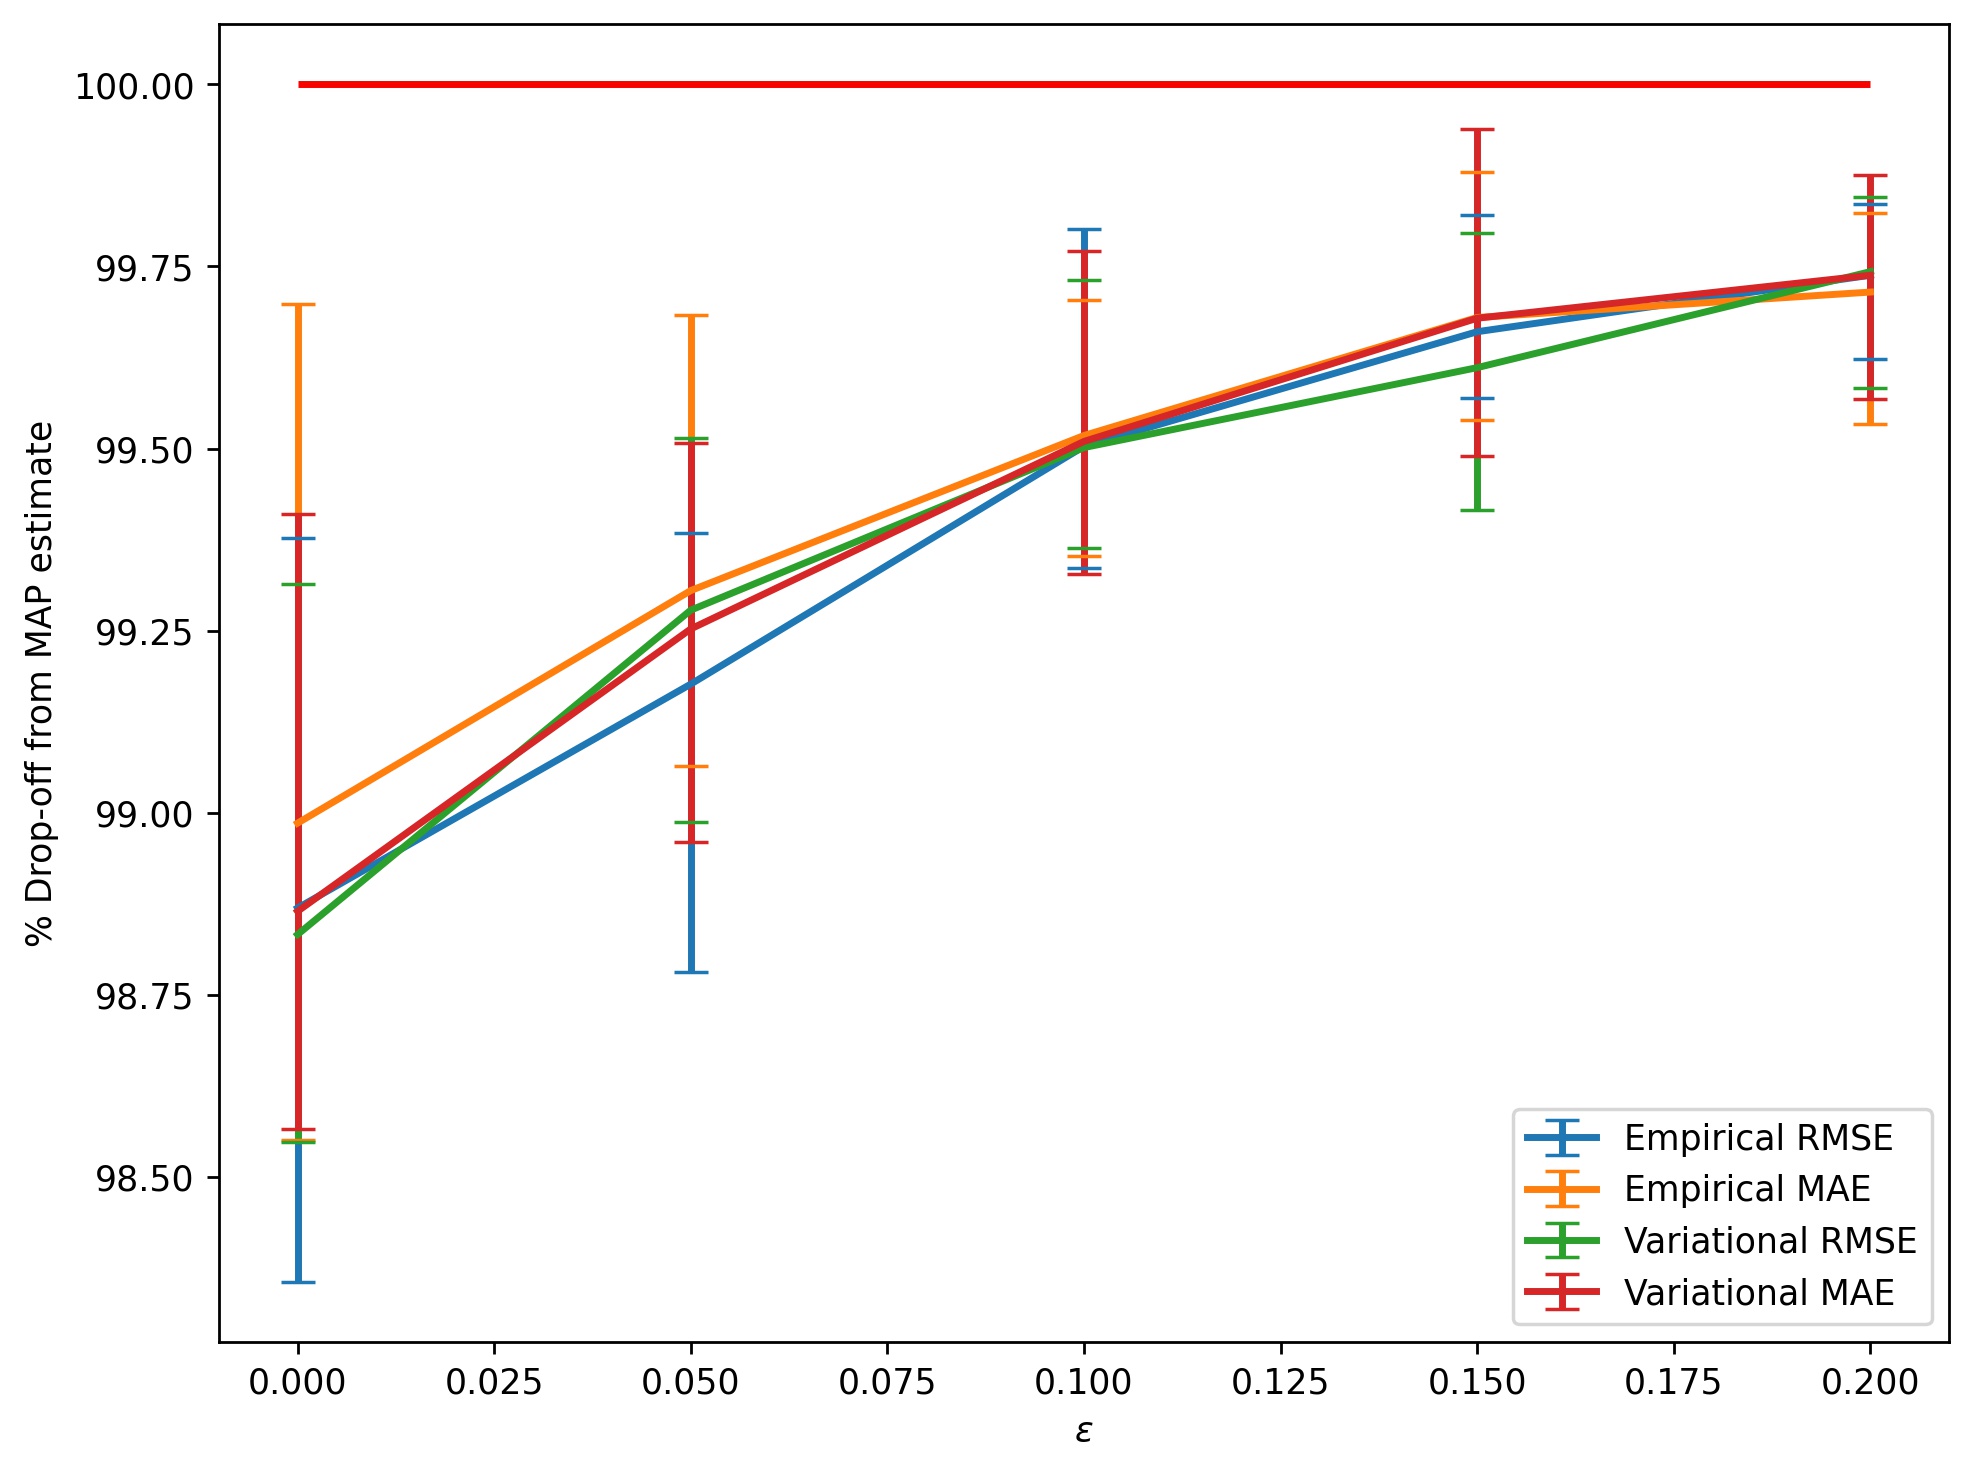 % Drop-off from MAP estimate
100.00
99.75
99.50
99.25
99.00
98.75
98.50
0.000 0.025 0.050 0.075 0.100 0.125 0.150 0.175 0.200
ε
Empirical RMSE
Empirical MAE
Variational RMSE
Variational MAE